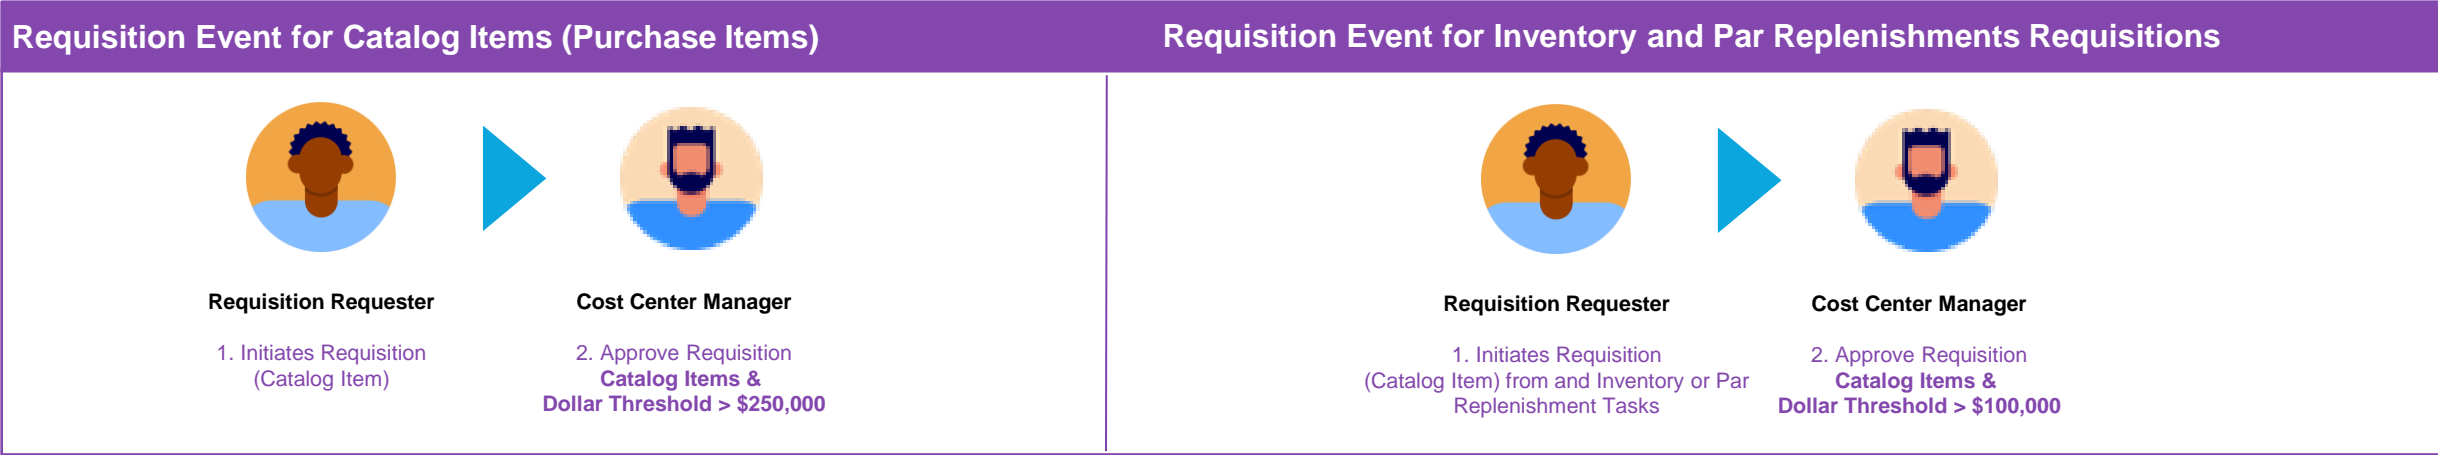 Requisition Event for Catalog Items (Purchase Items)
Requisition Requester
1. Initiates Requisition
(Catalog Item)
Cost Center Manager
2. Approve Requisition
Catalog Items &
Dollar Threshold > $250,000
Requisition Event for Inventory and Par Replenishments Requisitions
Requisition Requester
1. Initiates Requisition
(Catalog Item) from and Inventory or Par
Replenishment Tasks
Cost Center Manager
2. Approve Requisition
Catalog Items &
Dollar Threshold > $100,000